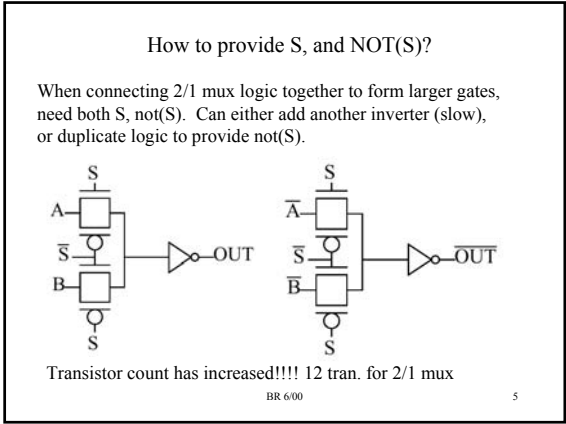 How to provide S, and NOT(S)?
When connecting 2/1 mux logic together to form larger gates,
need both S, not(S). Can either add another inverter (slow),
or duplicate logic to provide not(S).
S
A
S̅
OUT
B
S
S
A̅
S̅
O̅U̅T̅
B̅
S
Transistor count has increased!!!! 12 tran. for 2/1 mux
BR 6/00
5